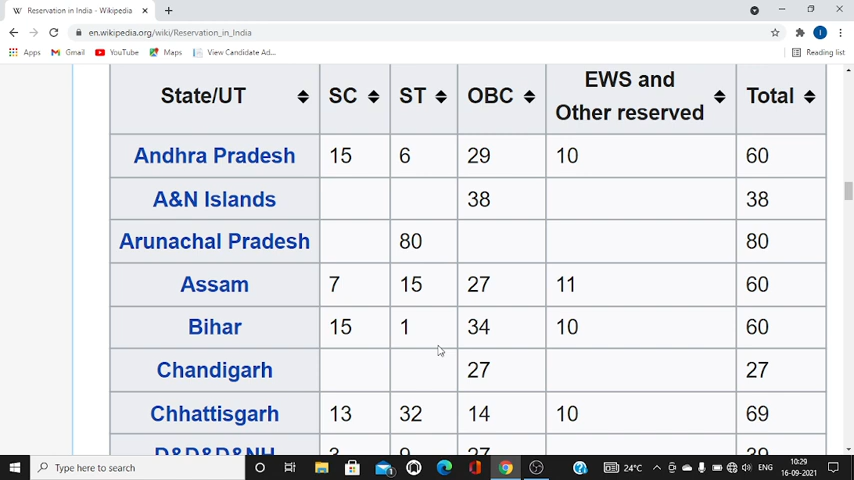 Reservation in India - Wikipedia
en.wikipedia.org/wiki/Reservation_in_India
Apps Gmail YouTube Maps View Candidate Ad... Reading list
State/UT SC ST OBC EWS and Other reserved Total
Andhra Pradesh 15 6 29 10 60
A&N Islands 38 38
Arunachal Pradesh 80 80
Assam 7 15 27 11 60
Bihar 15 1 34 10 60
Chandigarh 27 27
Chhattisgarh 13 32 14 10 69
D&D&D&NH 3 9 27 39
Type here to search 24°C ENG 10:29
16-09-2021